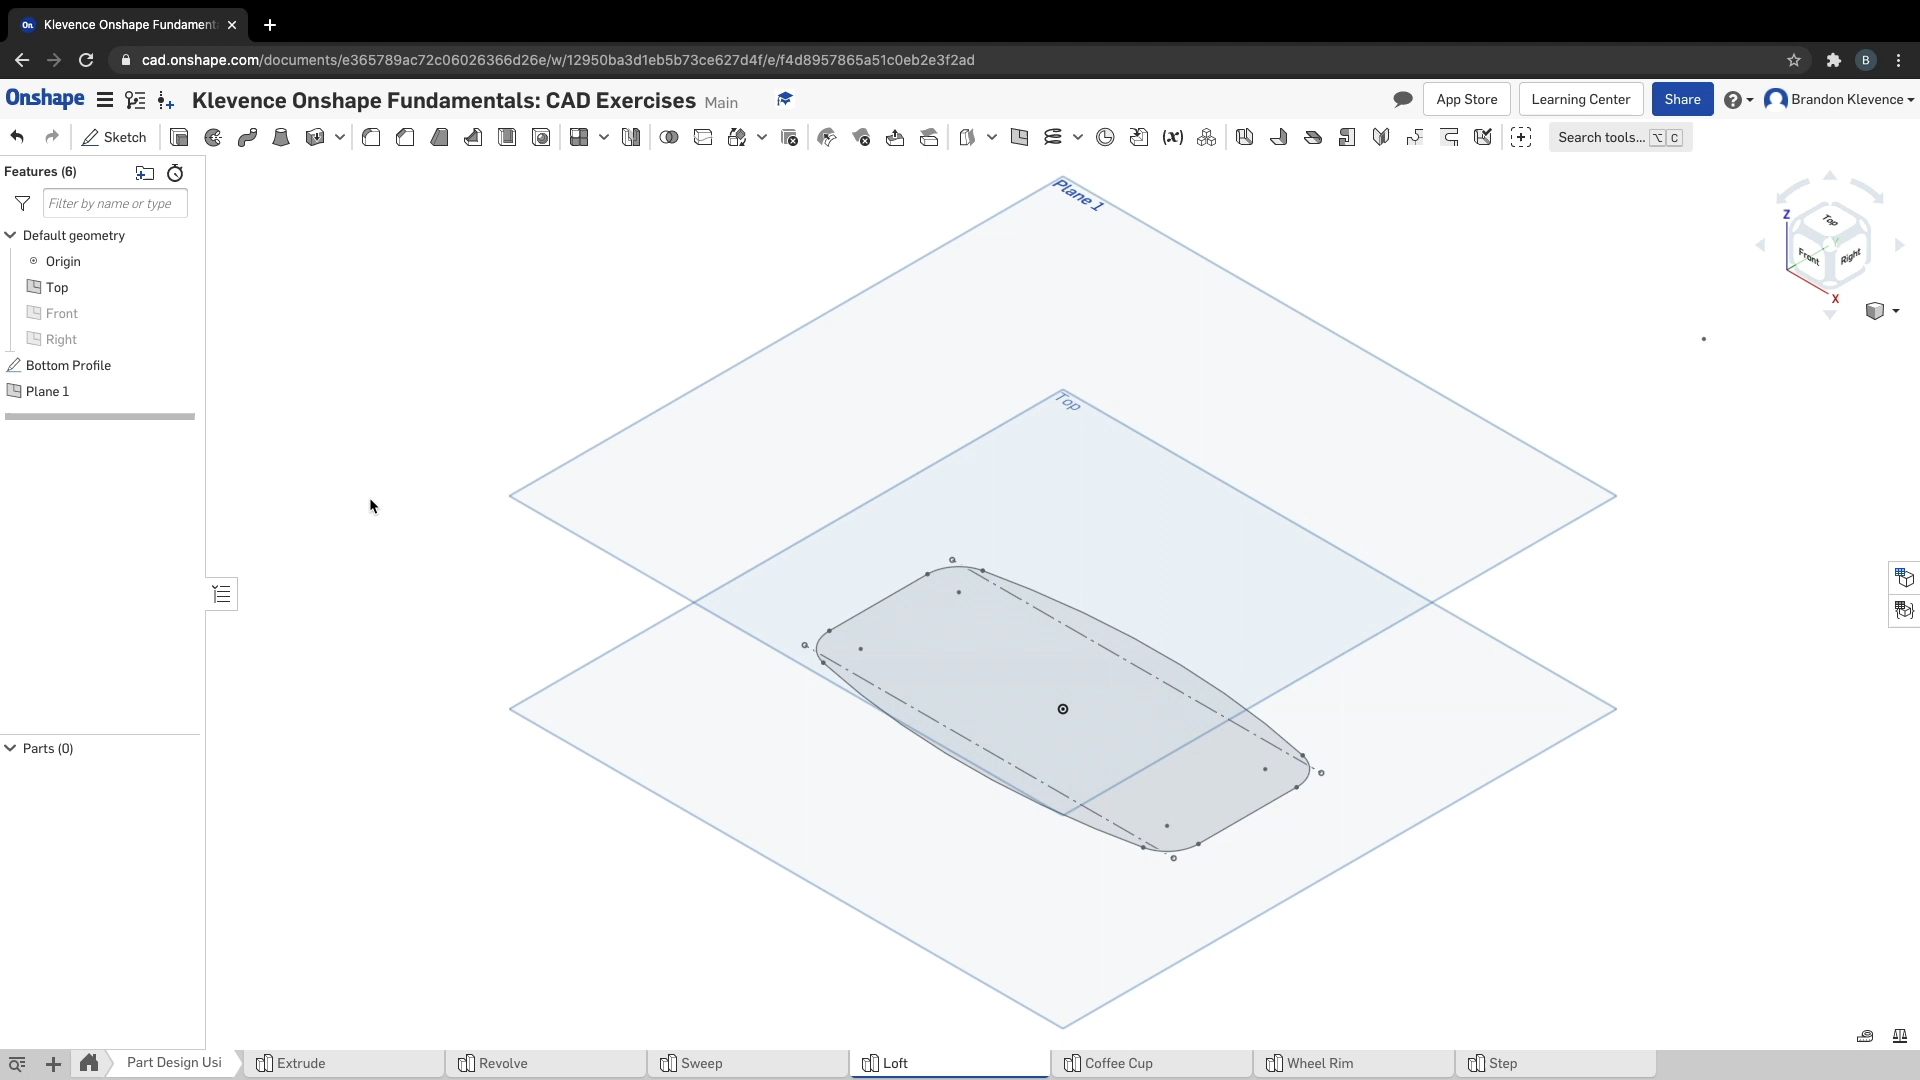 Klevence Onshape Fundament
cad.onshape.com/documents/e365789ac72c06026366d26e/w/12950ba3d1eb5b73ce627d4f/e/f4d8957865a51c0eb2e3f2ad
B
Onshape Klevence Onshape Fundamentals: CAD Exercises Main App Store Learning Center Share Brandon Klevence
Sketch (x) Search tools... ⌥ C
Features (6)
Filter by name or type
Default geometry
Origin
Top
Front
Right
Bottom Profile
Plane 1
Parts (0)
Plane 1
Top
Z
Top
Y
Front
Right
X
Part Design Usi Extrude Revolve Sweep Loft Coffee Cup Wheel Rim Step